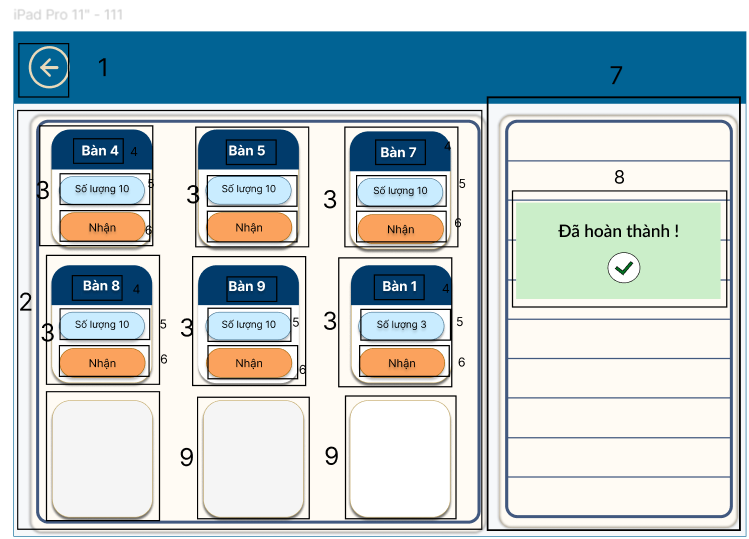 iPad Pro 11" - 111
1
7
Bàn 4
4
Bàn 5
Bàn 7
4
3
Số lượng 10
5
3
Số lượng 10
3
Số lượng 10
5
Nhận
6
Nhận
Nhận
6
8
Đã hoàn thành !
2
Bàn 8
4
Bàn 9
Bàn 1
4
3
Số lượng 10
5
3
Số lượng 10
5
3
Số lượng 3
5
Nhận
6
Nhận
6
Nhận
6
9
9